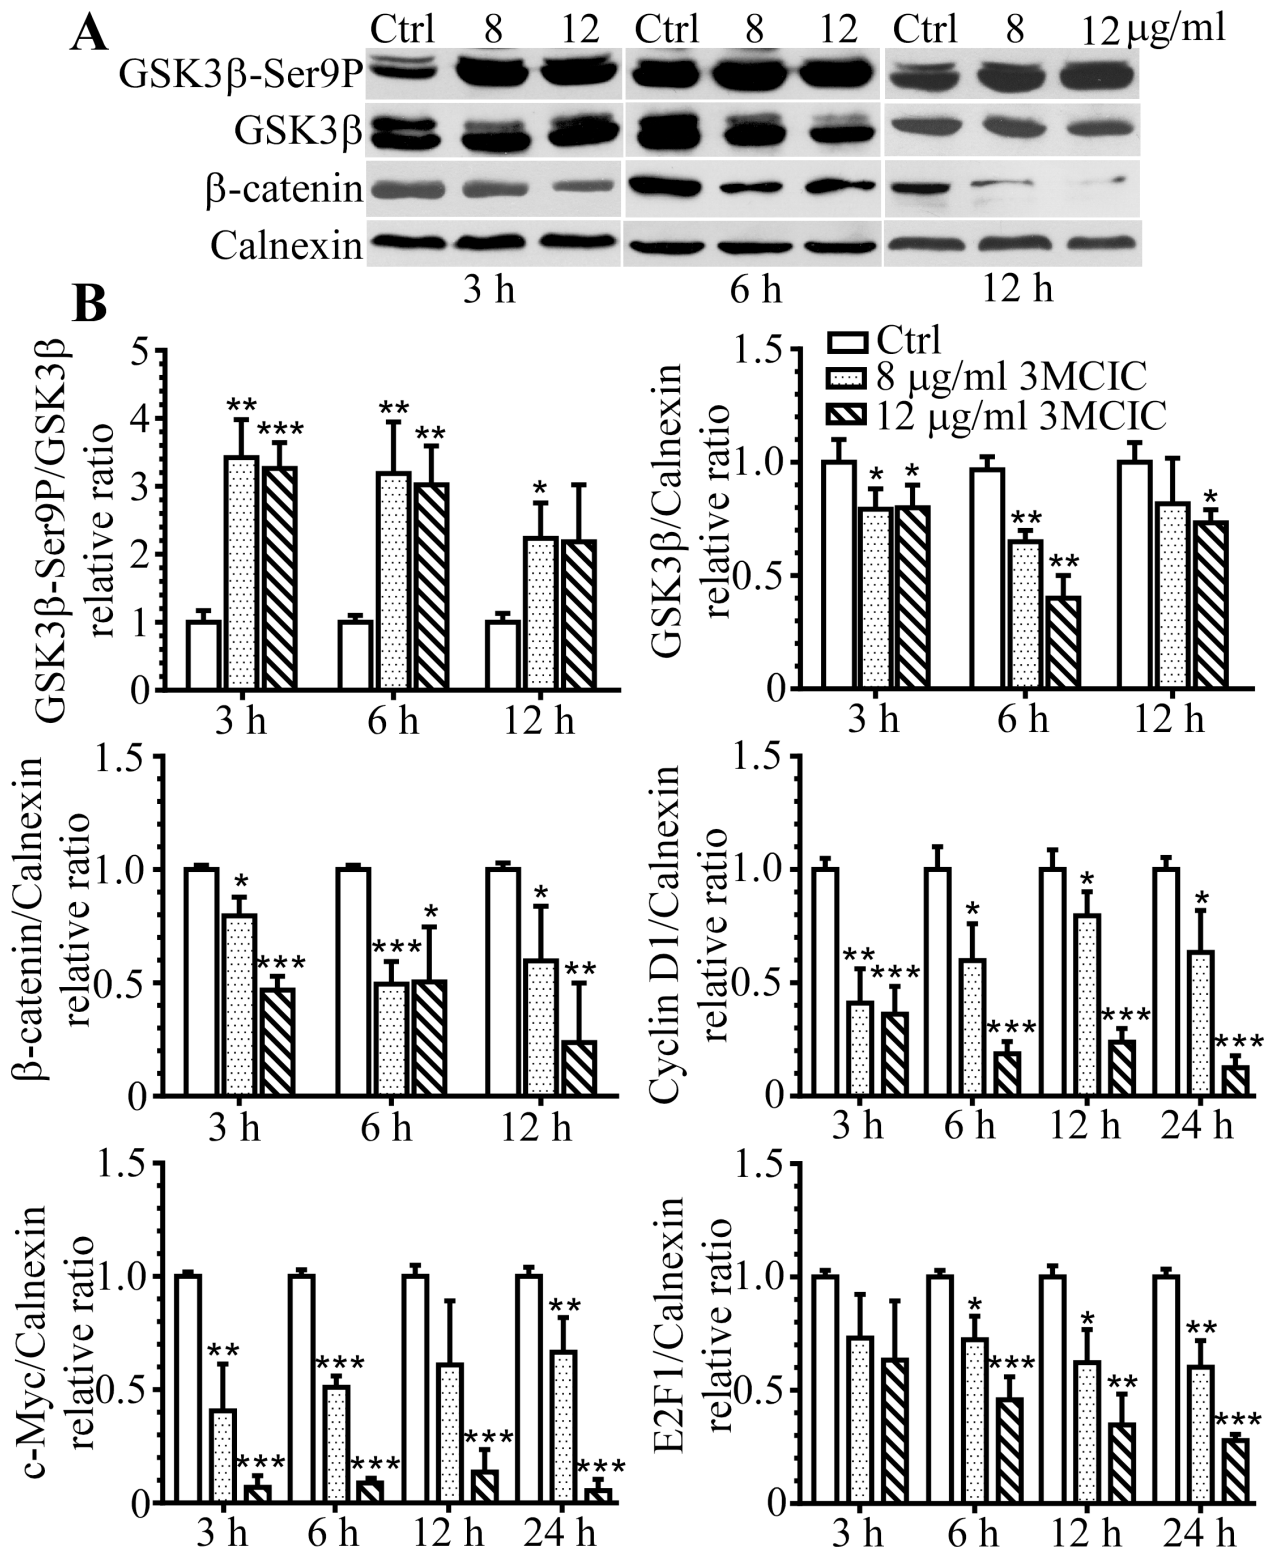 A
Ctrl 8 12 Ctrl 8 12 Ctrl 8 12 μg/ml
GSK3β-Ser9P
GSK3β
β-catenin
Calnexin
3 h 6 h 12 h
B
GSK3β-Ser9P/GSK3β
relative ratio
5
4
3
2
1
0
** *** ** ** *
3 h 6 h 12 h
GSK3β/Calnexin
relative ratio
1.5
1.0
0.5
0
Ctrl
8 μg/ml 3MCIC
12 μg/ml 3MCIC
* * ** ** *
3 h 6 h 12 h
β-catenin/Calnexin
relative ratio
1.5
1.0
0.5
0
* *** *** * * **
3 h 6 h 12 h
Cyclin D1/Calnexin
relative ratio
1.5
1.0
0.5
0
** *** * *** * *** * ***
3 h 6 h 12 h 24 h
c-Myc/Calnexin
relative ratio
1.5
1.0
0.5
0
** *** *** *** *** ** ***
3 h 6 h 12 h 24 h
E2F1/Calnexin
relative ratio
1.5
1.0
0.5
0
* *** * ** ** ***
3 h 6 h 12 h 24 h